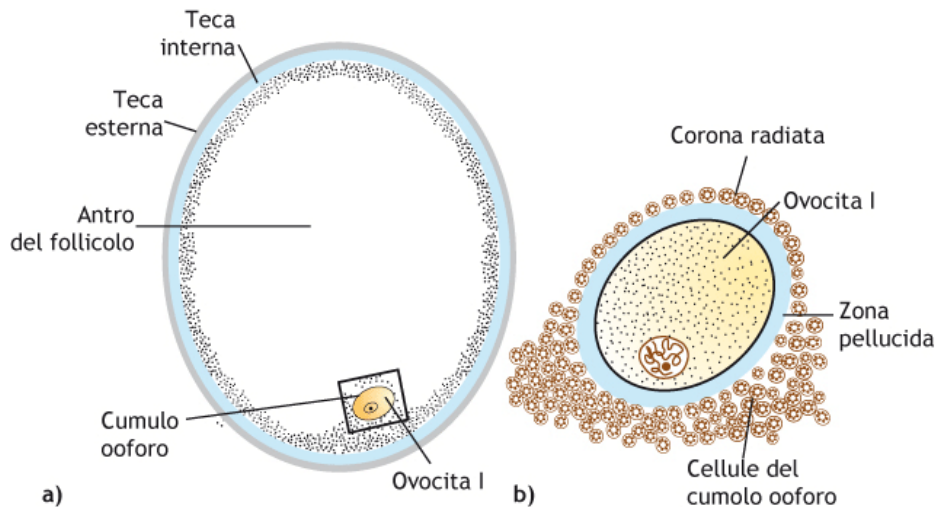 Teca
interna
Teca
esterna
Antro
del follicolo
Cumulo
ooforo
Ovocita I
a)
Corona radiata
Ovocita I
Zona
pellucida
Cellule del
cumolo ooforo
b)